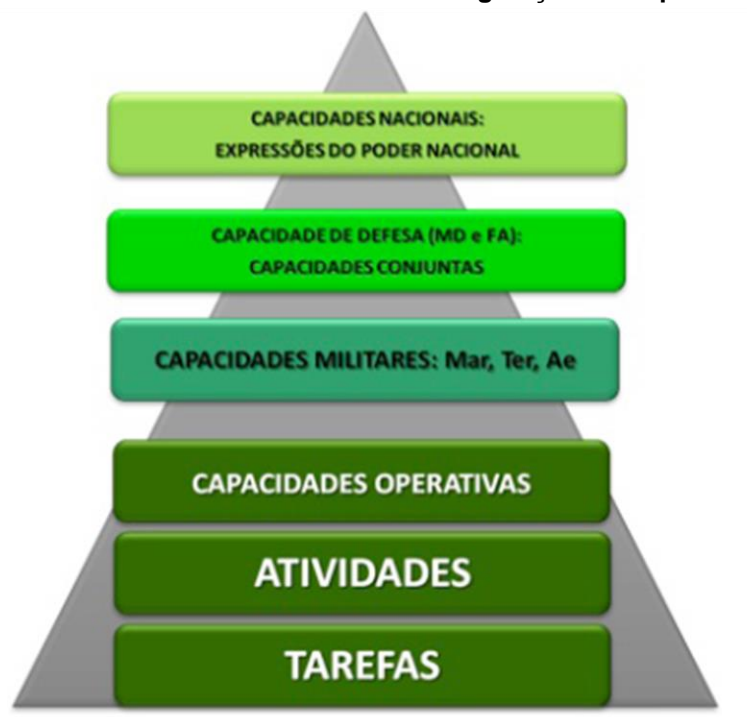 CAPACIDADES NACIONAIS:
EXPRESSÕES DO PODER NACIONAL
CAPACIDADE DE DEFESA (MD e FA):
CAPACIDADES CONJUNTAS
CAPACIDADES MILITARES: Mar, Ter, Ae
CAPACIDADES OPERATIVAS
ATIVIDADES
TAREFAS